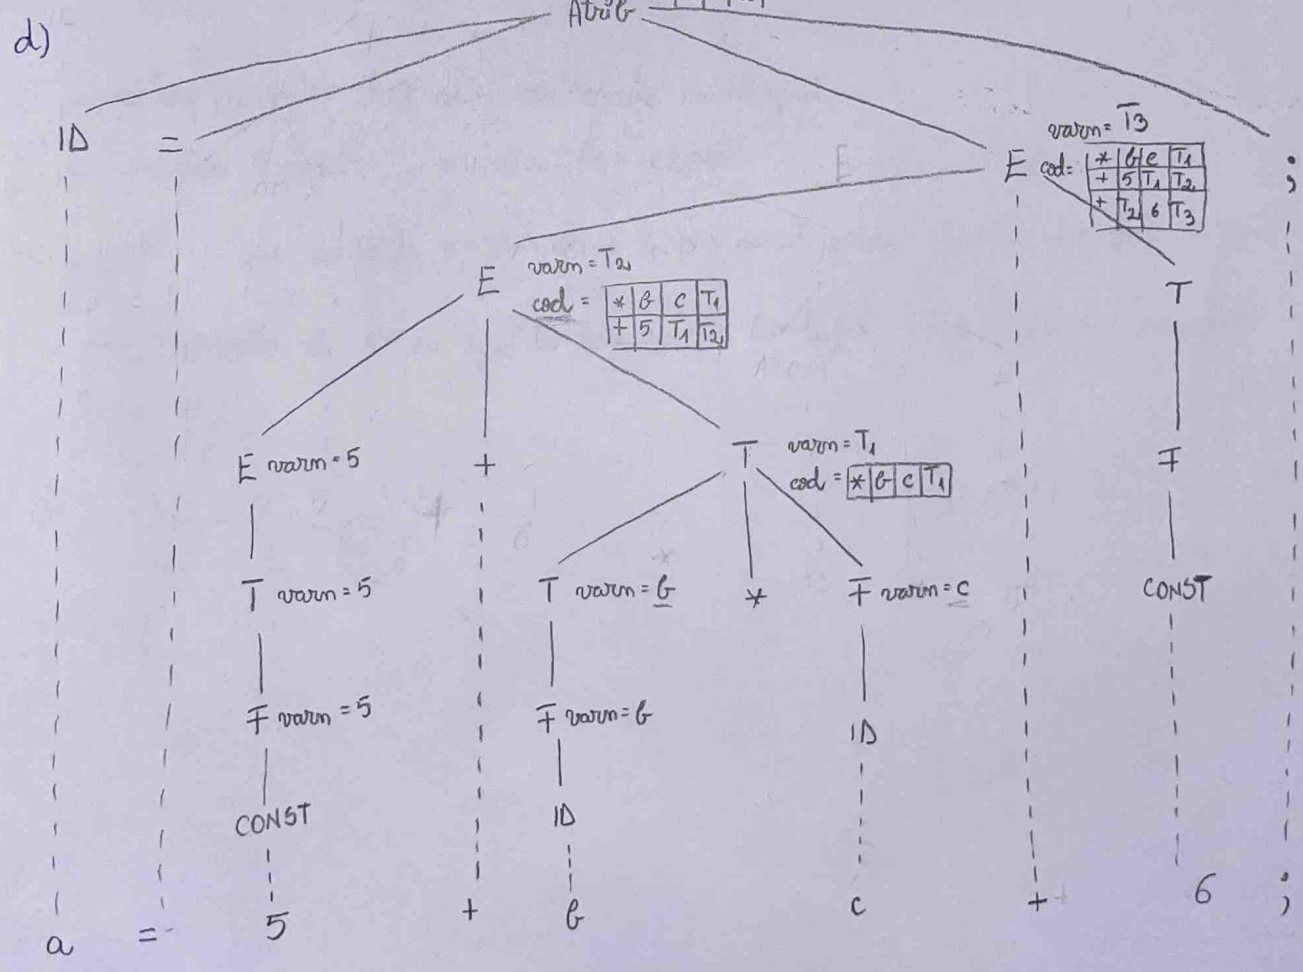 Atrib
d)
varn = T3
ID = E cod = * b c T1 ;
+ 5 T1 T2
+ T2 6 T3
E varn = T2 T
cod = * b c T1
+ 5 T1 T2
E varn = 5 + T varn = T1 F
cod = * b c T1
T varn = 5 T varn = b * F varn = c CONST
F varn = 5 F varn = b ID
CONST ID
a = 5 + b c + 6 ;